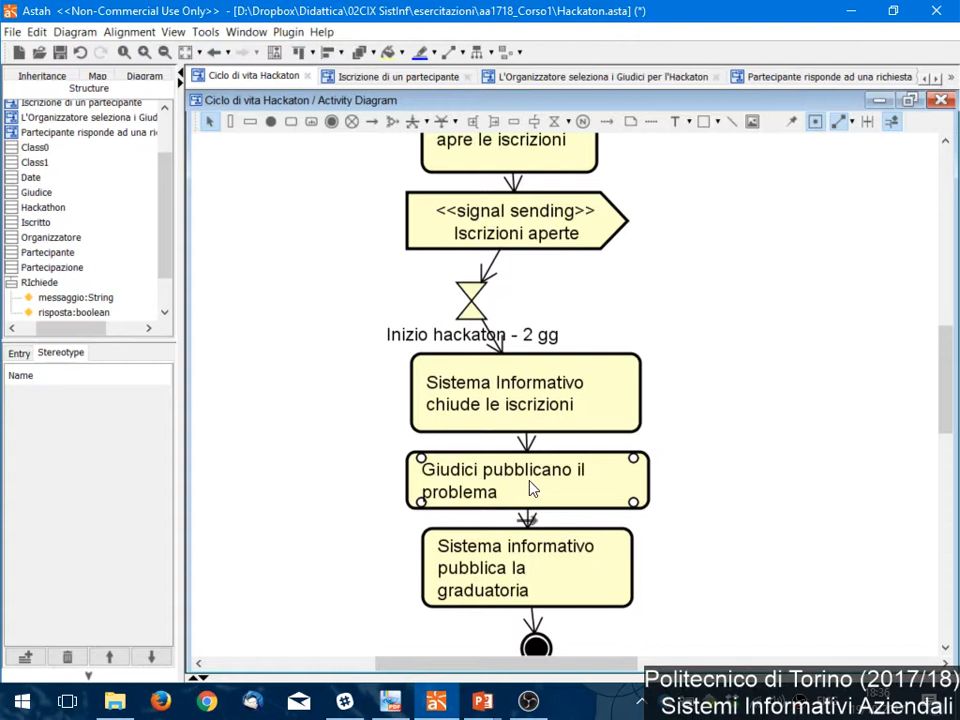 Astah <<Non-Commercial Use Only>> - [D:\Dropbox\Didattica\02CIX SistInf\esercitazioni\aa1718_Corso1\Hackaton.asta] (*)
File Edit Diagram Alignment View Tools Window Plugin Help
Inheritance Map Diagram
Structure
Iscrizione di un partecipante
L'Organizzatore seleziona i Giud
Partecipante risponde ad una ri
Class0
Class1
Date
Giudice
Hackathon
Iscritto
Organizzatore
Partecipante
Partecipazione
RIchiede
messaggio:String
risposta:boolean
Entry Stereotype
Name
Ciclo di vita Hackaton Iscrizione di un partecipante L'Organizzatore seleziona i Giudici per l'Hackaton Partecipante risponde ad una richiesta
Ciclo di vita Hackaton / Activity Diagram
apre le iscrizioni
<<signal sending>>
Iscrizioni aperte
Inizio hackaton - 2 gg
Sistema Informativo
chiude le iscrizioni
Giudici pubblicano il
problema
Sistema informativo
pubblica la
graduatoria
Politecnico di Torino (2017/18)
18:36
Sistemi Informativi Aziendali